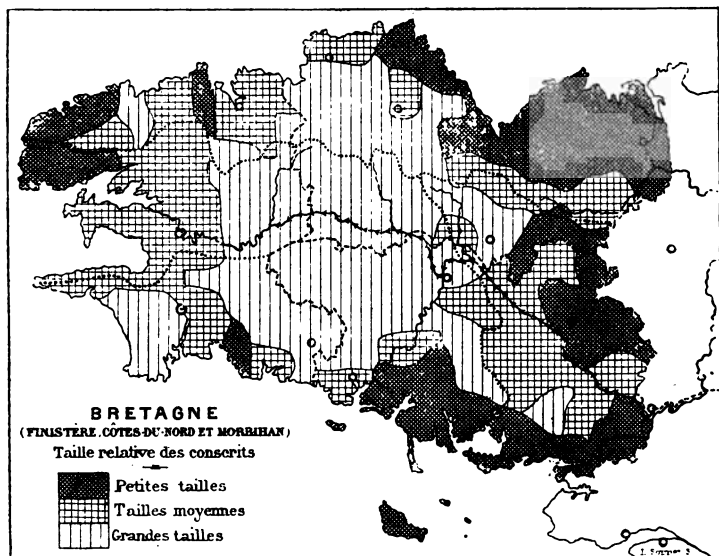 BRETAGNE
(FINISTÈRE, CÔTES-DU-NORD ET MORBIHAN)
Taille relative des conscrits
Petites tailles
Tailles moyennes
Grandes tailles